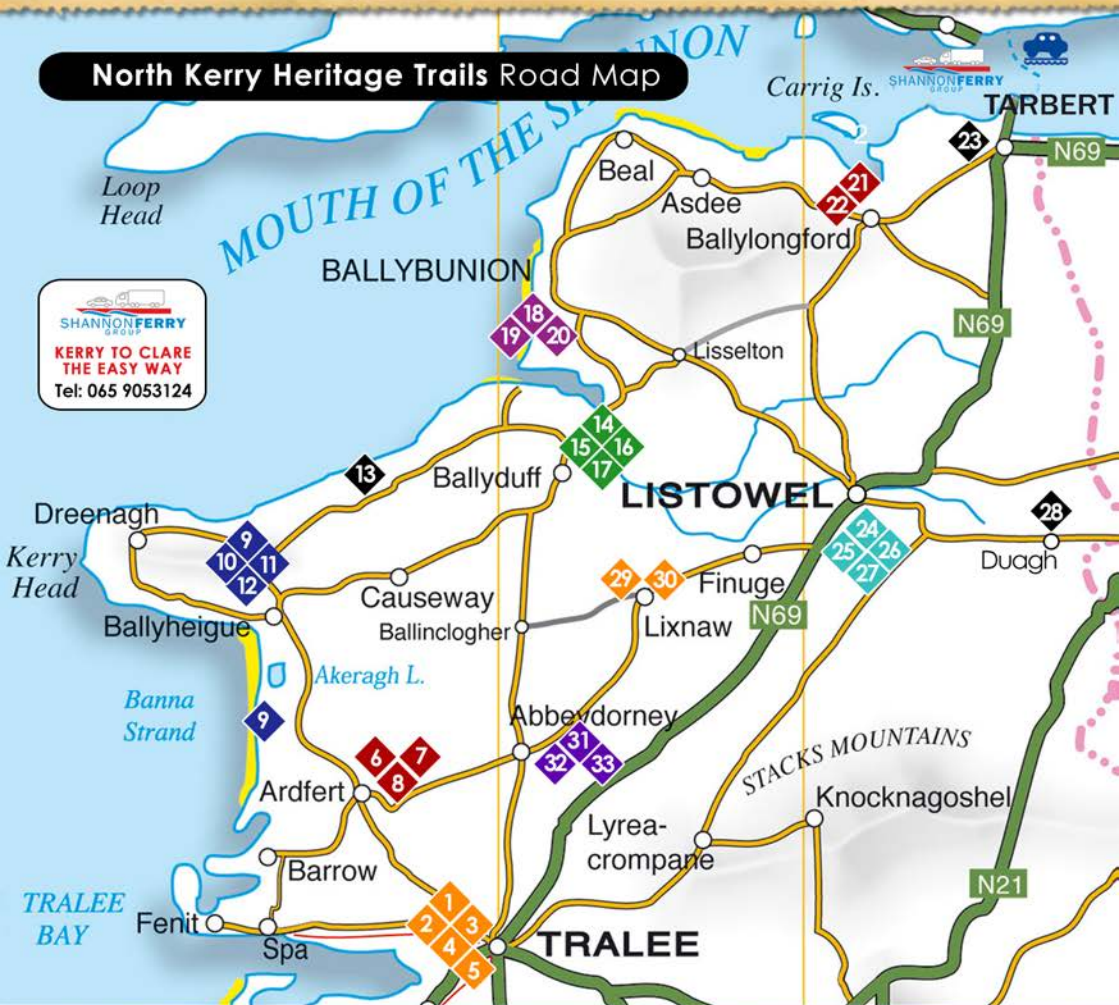 North Kerry Heritage Trails Road Map
MOUTH OF THE SHANNON
Carrig Is.
SHANNONFERRY
GROUP
TARBERT
2
23
N69
Loop
Head
Beal
Asdee
21
22
Ballylongford
BALLYBUNION
SHANNONFERRY
GROUP
KERRY TO CLARE
THE EASY WAY
Tel: 065 9053124
18
19
20
N69
Lisselton
14
15
16
17
13
Ballyduff
LISTOWEL
Dreenagh
Kerry
Head
9
10
11
12
24
25
26
27
28
Duagh
29
30
Finuge
Causeway
Ballyheigue
Ballinclogher
Lixnaw
N69
Akeragh L.
Banna
Strand
9
Abbeydorney
31
32
33
6
7
8
STACKS MOUNTAINS
Ardfert
Knocknagoshel
Lyrea-
crompane
Barrow
N21
TRALEE
BAY
Fenit
Spa
1
2
3
4
5
TRALEE